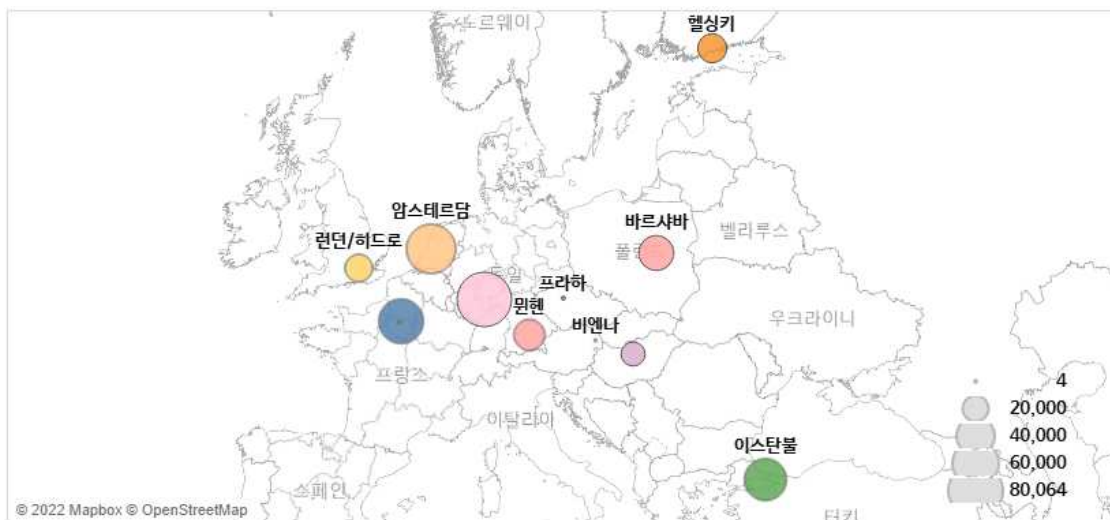 노르웨이
헬싱키
암스테르담
바르샤바
벨라루스
런던/히드로
폴란
독일
프라하
뮌헨
비엔나
우크라이니
프랑스
이탈리아
4
20,000
40,000
60,000
80,064
이스탄불
스페인
터키
© 2022 Mapbox © OpenStreetMap